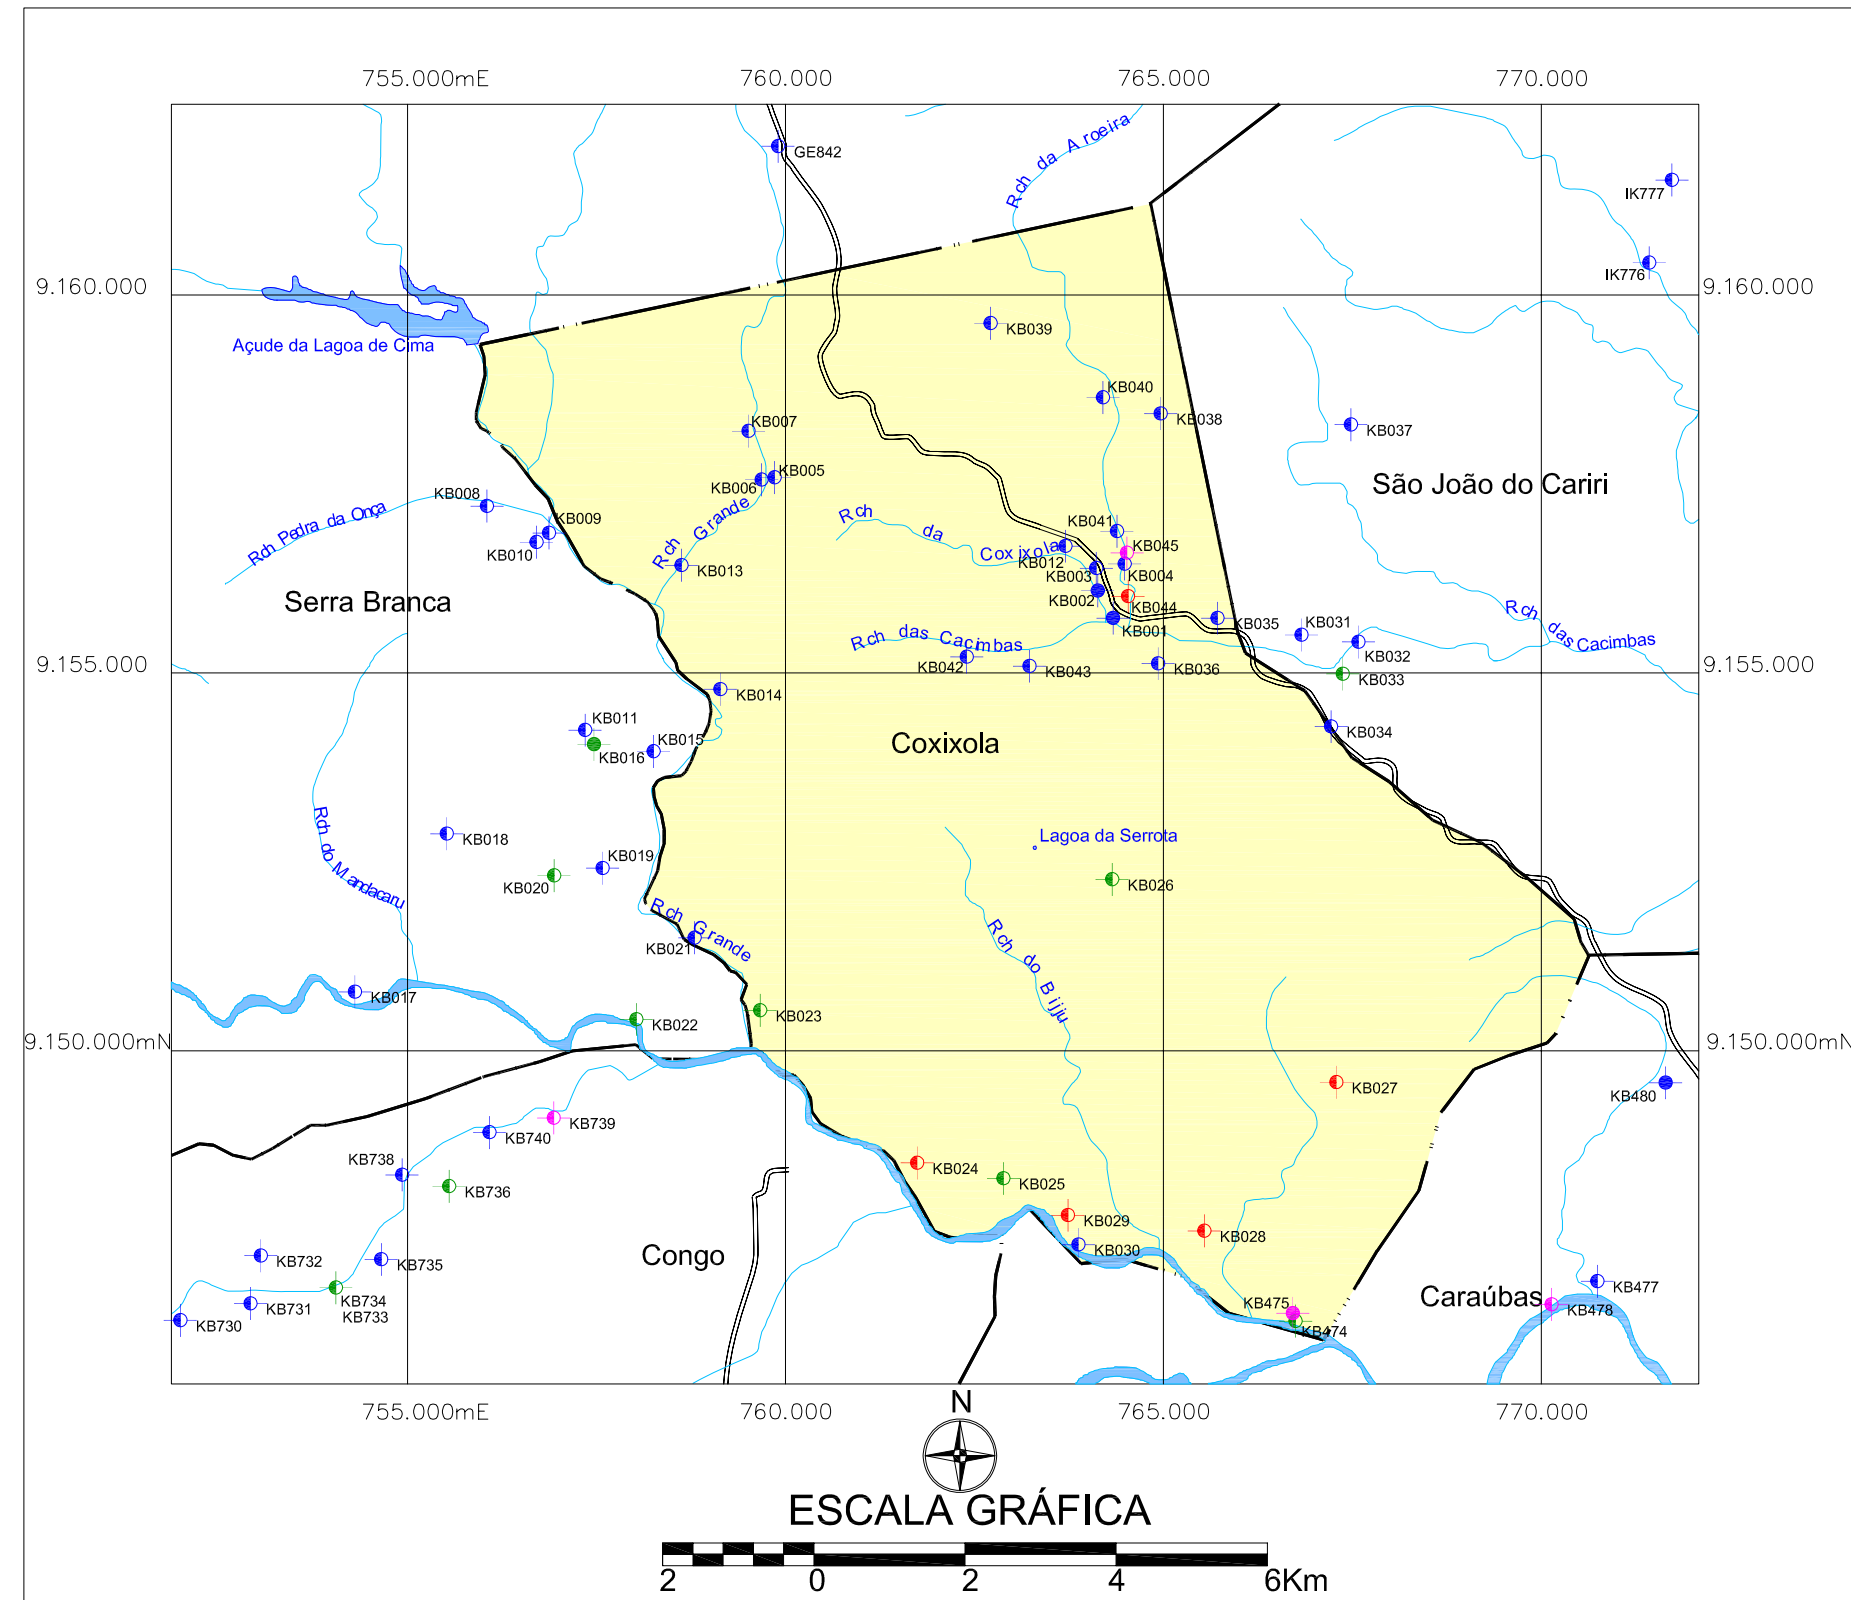 755.000mE 760.000 765.000 770.000
Rch da Aroeira
GE842
IK777
IK776
9.160.000 9.160.000
Açude da Lagoa de Cima
KB039
KB040
KB038
KB007
KB037
KB005
KB006
São João do Cariri
KB008
Rch Pedra da Onça
KB009
KB010
Rch Grande
KB013
Rch da Coxixola
KB041
KB045
KB012
KB003
KB004
KB002
KB044
KB001
Serra Branca
Rch das Cacimbas
KB035
KB031
KB032
Rch das Cacimbas
KB042
KB043
KB036
9.155.000 9.155.000
KB033
KB014
KB011
KB016
KB015
Coxixola
KB034
Rch do Mandacaru
KB018
Lagoa da Serrota
KB019
KB020
KB026
Rch Grande
KB021
Rch do Bijju
KB017
KB023
KB022
9.150.000mN 9.150.000mN
KB027
KB480
KB739
KB740
KB738
KB736
KB024
KB025
KB029
KB028
KB030
KB732
KB735
Congo
KB734
KB733
KB731
KB730
KB475
KB474
Caraúbas
KB477
KB478
755.000mE 760.000 765.000 770.000
N
ESCALA GRÁFICA
2 0 2 4 6Km